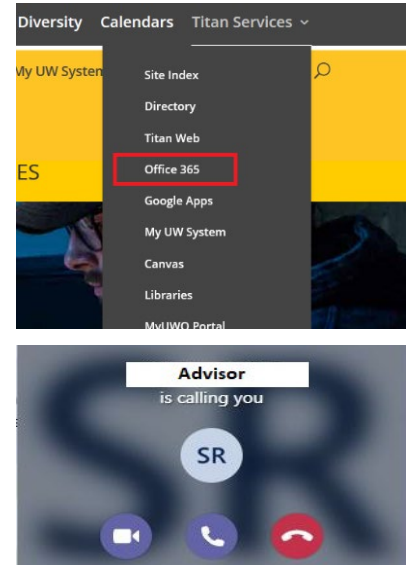 Diversity Calendars Titan Services
My UW System
Site Index
Directory
Titan Web
ES
Office 365
Google Apps
My UW System
Canvas
Libraries
MyUWO Portal
Advisor
is calling you
SR